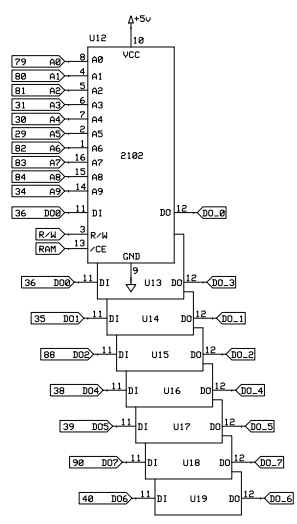 +5v
U12 10
VCC
79 A0 8 A0
80 A1 4 A1
81 A2 5 A2
31 A3 6 A3
30 A4 7 A4
29 A5 2 A5
82 A6 1 A6
83 A7 16 A7
84 A8 15 A8
34 A9 14 A9
2102
36 DO0 11 DI DO 12 DO_0
R/W 3 R/W
RAM 13 /CE
GND
9
36 DO0 11 DI U13 DO 12 DO_3
35 DO1 11 DI U14 DO 12 DO_1
88 DO2 11 DI U15 DO 12 DO_2
38 DO4 11 DI U16 DO 12 DO_4
39 DO5 11 DI U17 DO 12 DO_5
90 DO7 11 DI U18 DO 12 DO_7
40 DO6 11 DI U19 DO 12 DO_6